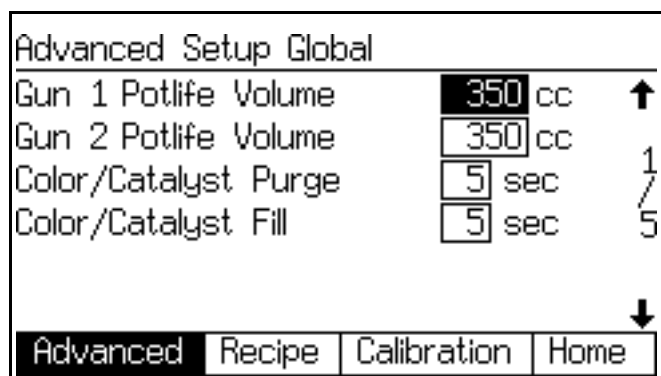 Advanced Setup Global
Gun 1 Potlife Volume 350 cc
Gun 2 Potlife Volume 350 cc
Color/Catalyst Purge 5 sec
Color/Catalyst Fill 5 sec
1/5
Advanced Recipe Calibration Home